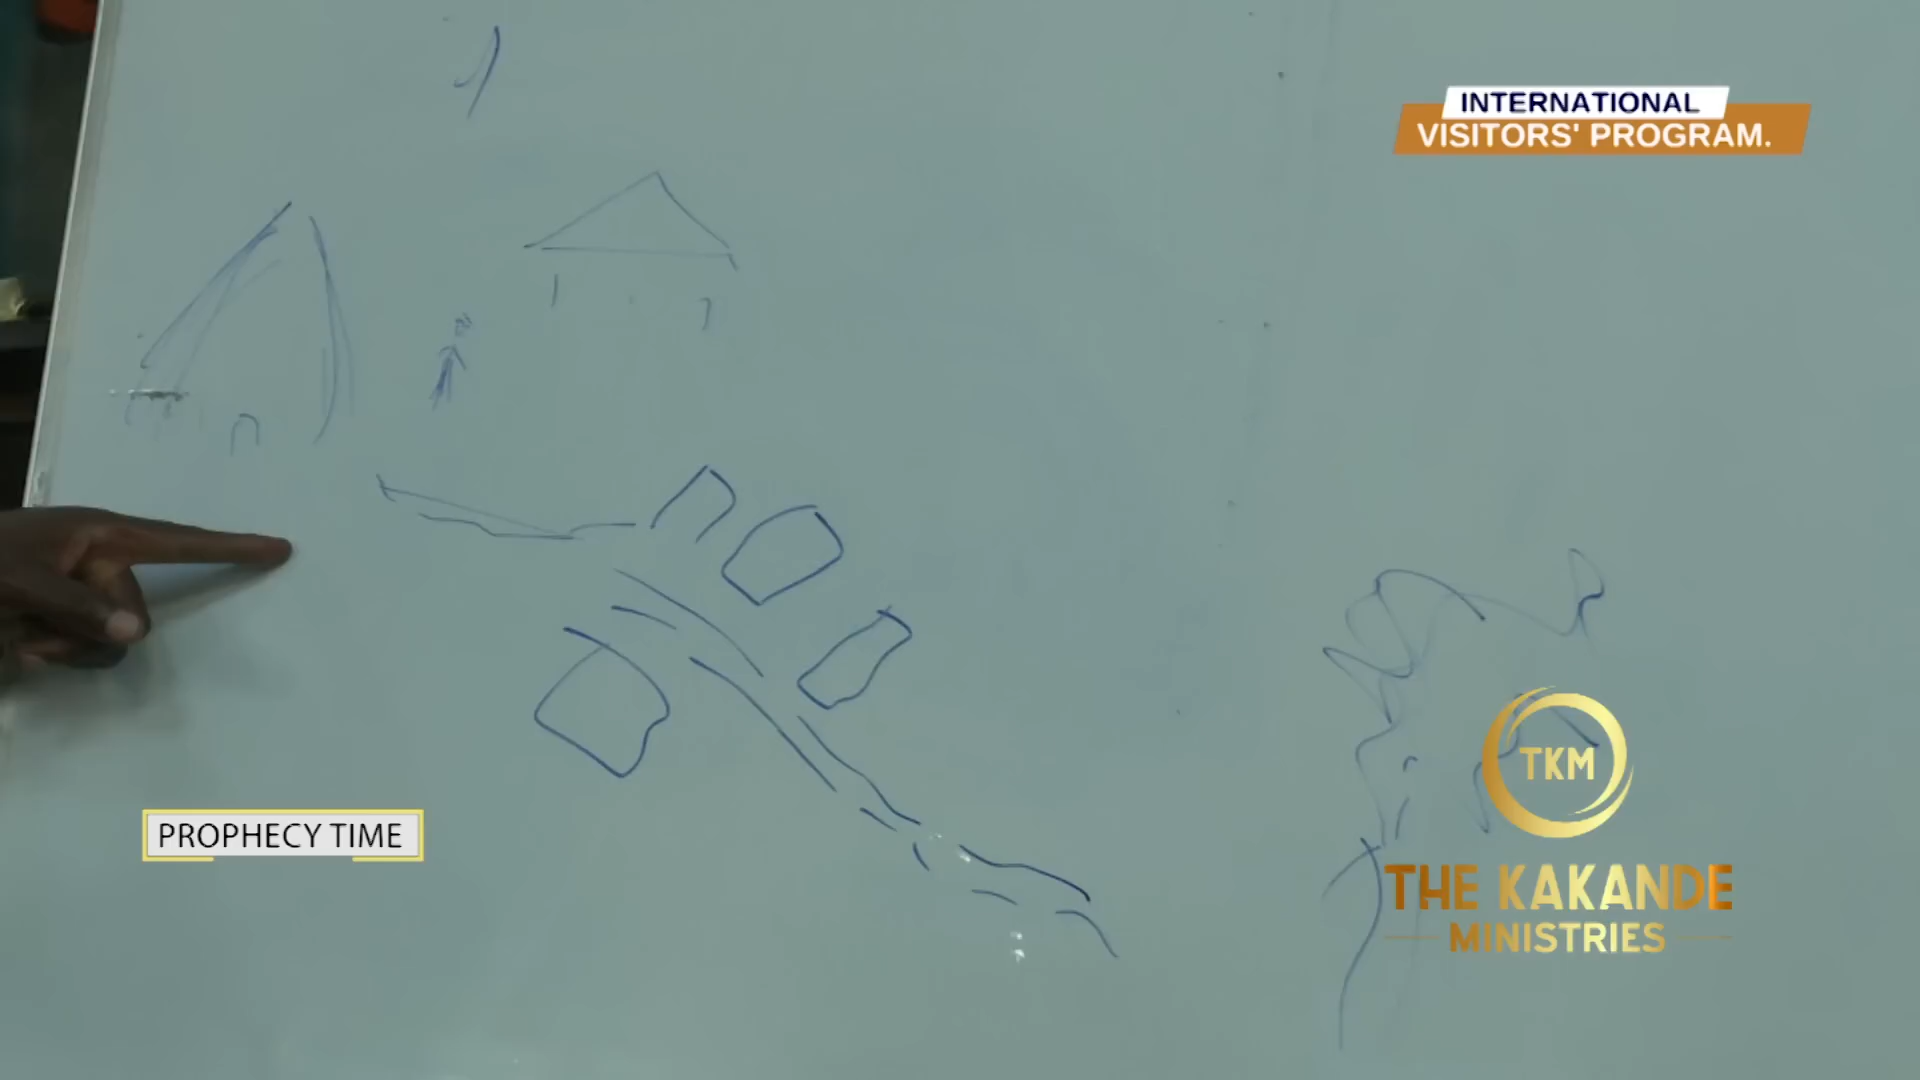 INTERNATIONAL
VISITORS' PROGRAM.
TKM
THE KAKANDE
MINISTRIES
PROPHECY TIME